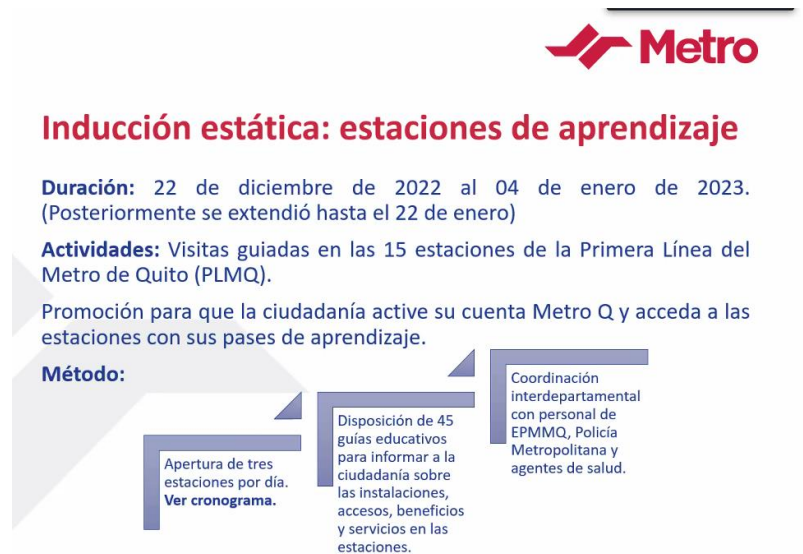 Metro
Inducción estática: estaciones de aprendizaje
Duración: 22 de diciembre de 2022 al 04 de enero de 2023.
(Posteriormente se extendió hasta el 22 de enero)
Actividades: Visitas guiadas en las 15 estaciones de la Primera Línea del
Metro de Quito (PLMQ).
Promoción para que la ciudadanía active su cuenta Metro Q y acceda a las
estaciones con sus pases de aprendizaje.
Método:
Apertura de tres
estaciones por día.
Ver cronograma.
Disposición de 45
guías educativos
para informar a la
ciudadanía sobre
las instalaciones,
accesos, beneficios
y servicios en las
estaciones.
Coordinación
interdepartamental
con personal de
EPMMQ, Policía
Metropolitana y
agentes de salud.